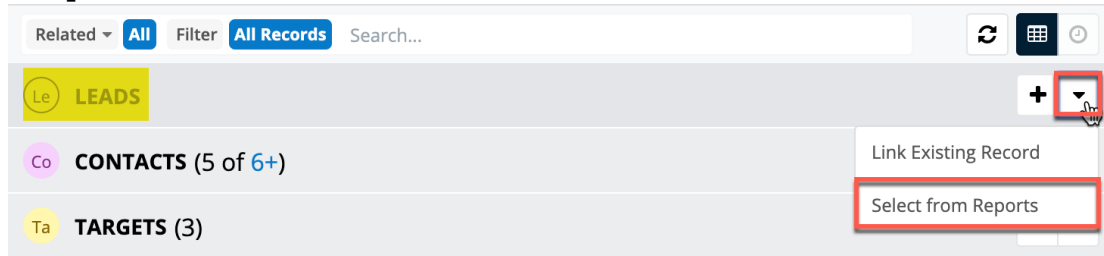 Related All Filter All Records Search...
Le LEADS
Co CONTACTS (5 of 6+)
Link Existing Record
Select from Reports
Ta TARGETS (3)